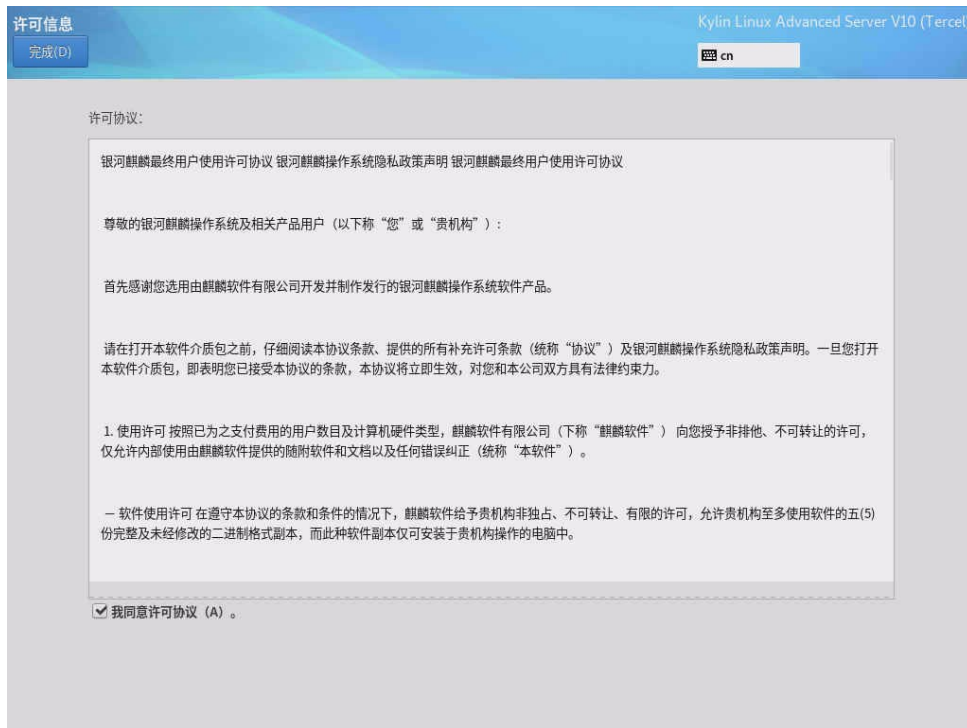 许可信息
Kylin Linux Advanced Server V10 (Tercel
完成(D)
cn
许可协议:
银河麒麟最终用户使用许可协议 银河麒麟操作系统隐私政策声明 银河麒麟最终用户使用许可协议
尊敬的银河麒麟操作系统及相关产品用户（以下称“您”或“贵机构”）:
首先感谢您选用由麒麟软件有限公司开发并制作发行的银河麒麟操作系统软件产品。
请在打开本软件介质包之前，仔细阅读本协议条款、提供的所有补充许可条款（统称“协议”）及银河麒麟操作系统隐私政策声明。一旦您打开
本软件介质包，即表明您已接受本协议的条款，本协议将立即生效，对您和本公司双方具有法律约束力。
1. 使用许可 按照已为之支付费用的用户数目及计算机硬件类型，麒麟软件有限公司（下称“麒麟软件”） 向您授予非排他、不可转让的许可，
仅允许内部使用由麒麟软件提供的随附软件和文档以及任何错误纠正（统称“本软件”）。
— 软件使用许可 在遵守本协议的条款和条件的情况下，麒麟软件给予贵机构非独占、不可转让、有限的许可，允许贵机构至多使用软件的五(5)
份完整及未经修改的二进制格式副本，而此种软件副本仅可安装于贵机构操作的电脑中。
我同意许可协议（A）。